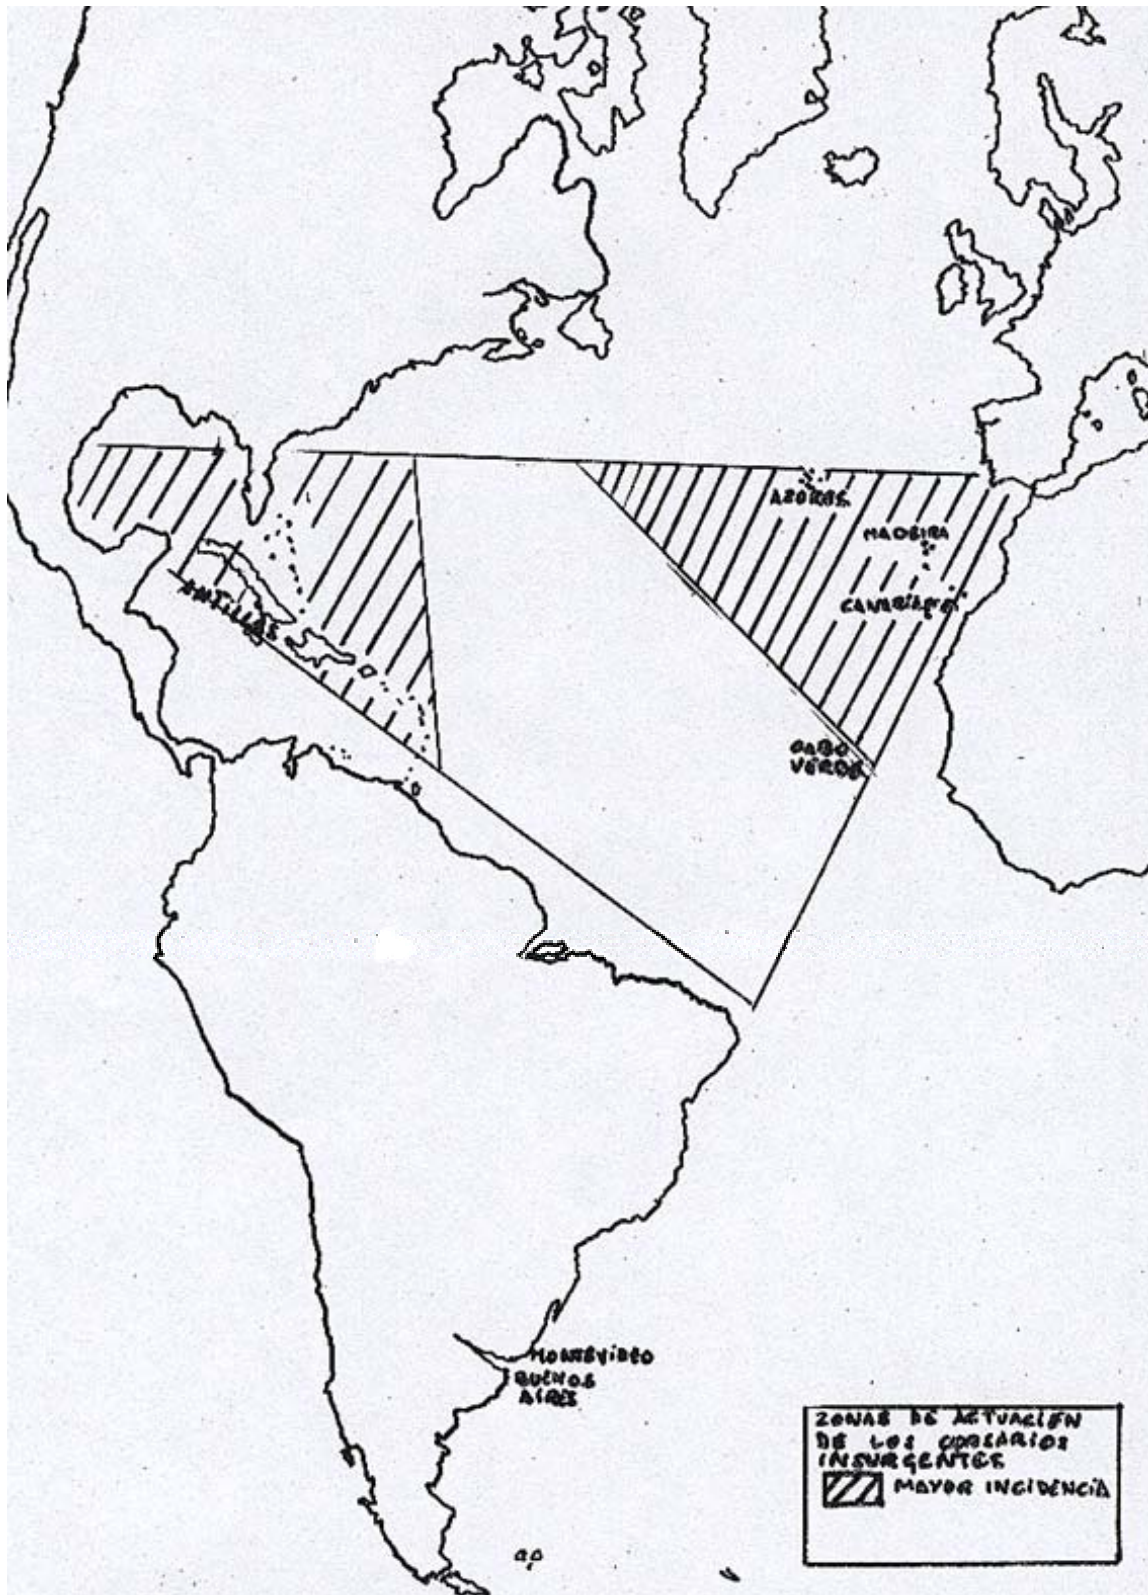 AZORES
MADEIRA
CANARIAS
ANTILLAS
CABO
VERDE
MONTEVIDEO
BUENOS
AIRES
ZONAS DE ACTUACIÓN
DE LOS CORSARIOS
INSURGENTES
MAYOR INCIDENCIA